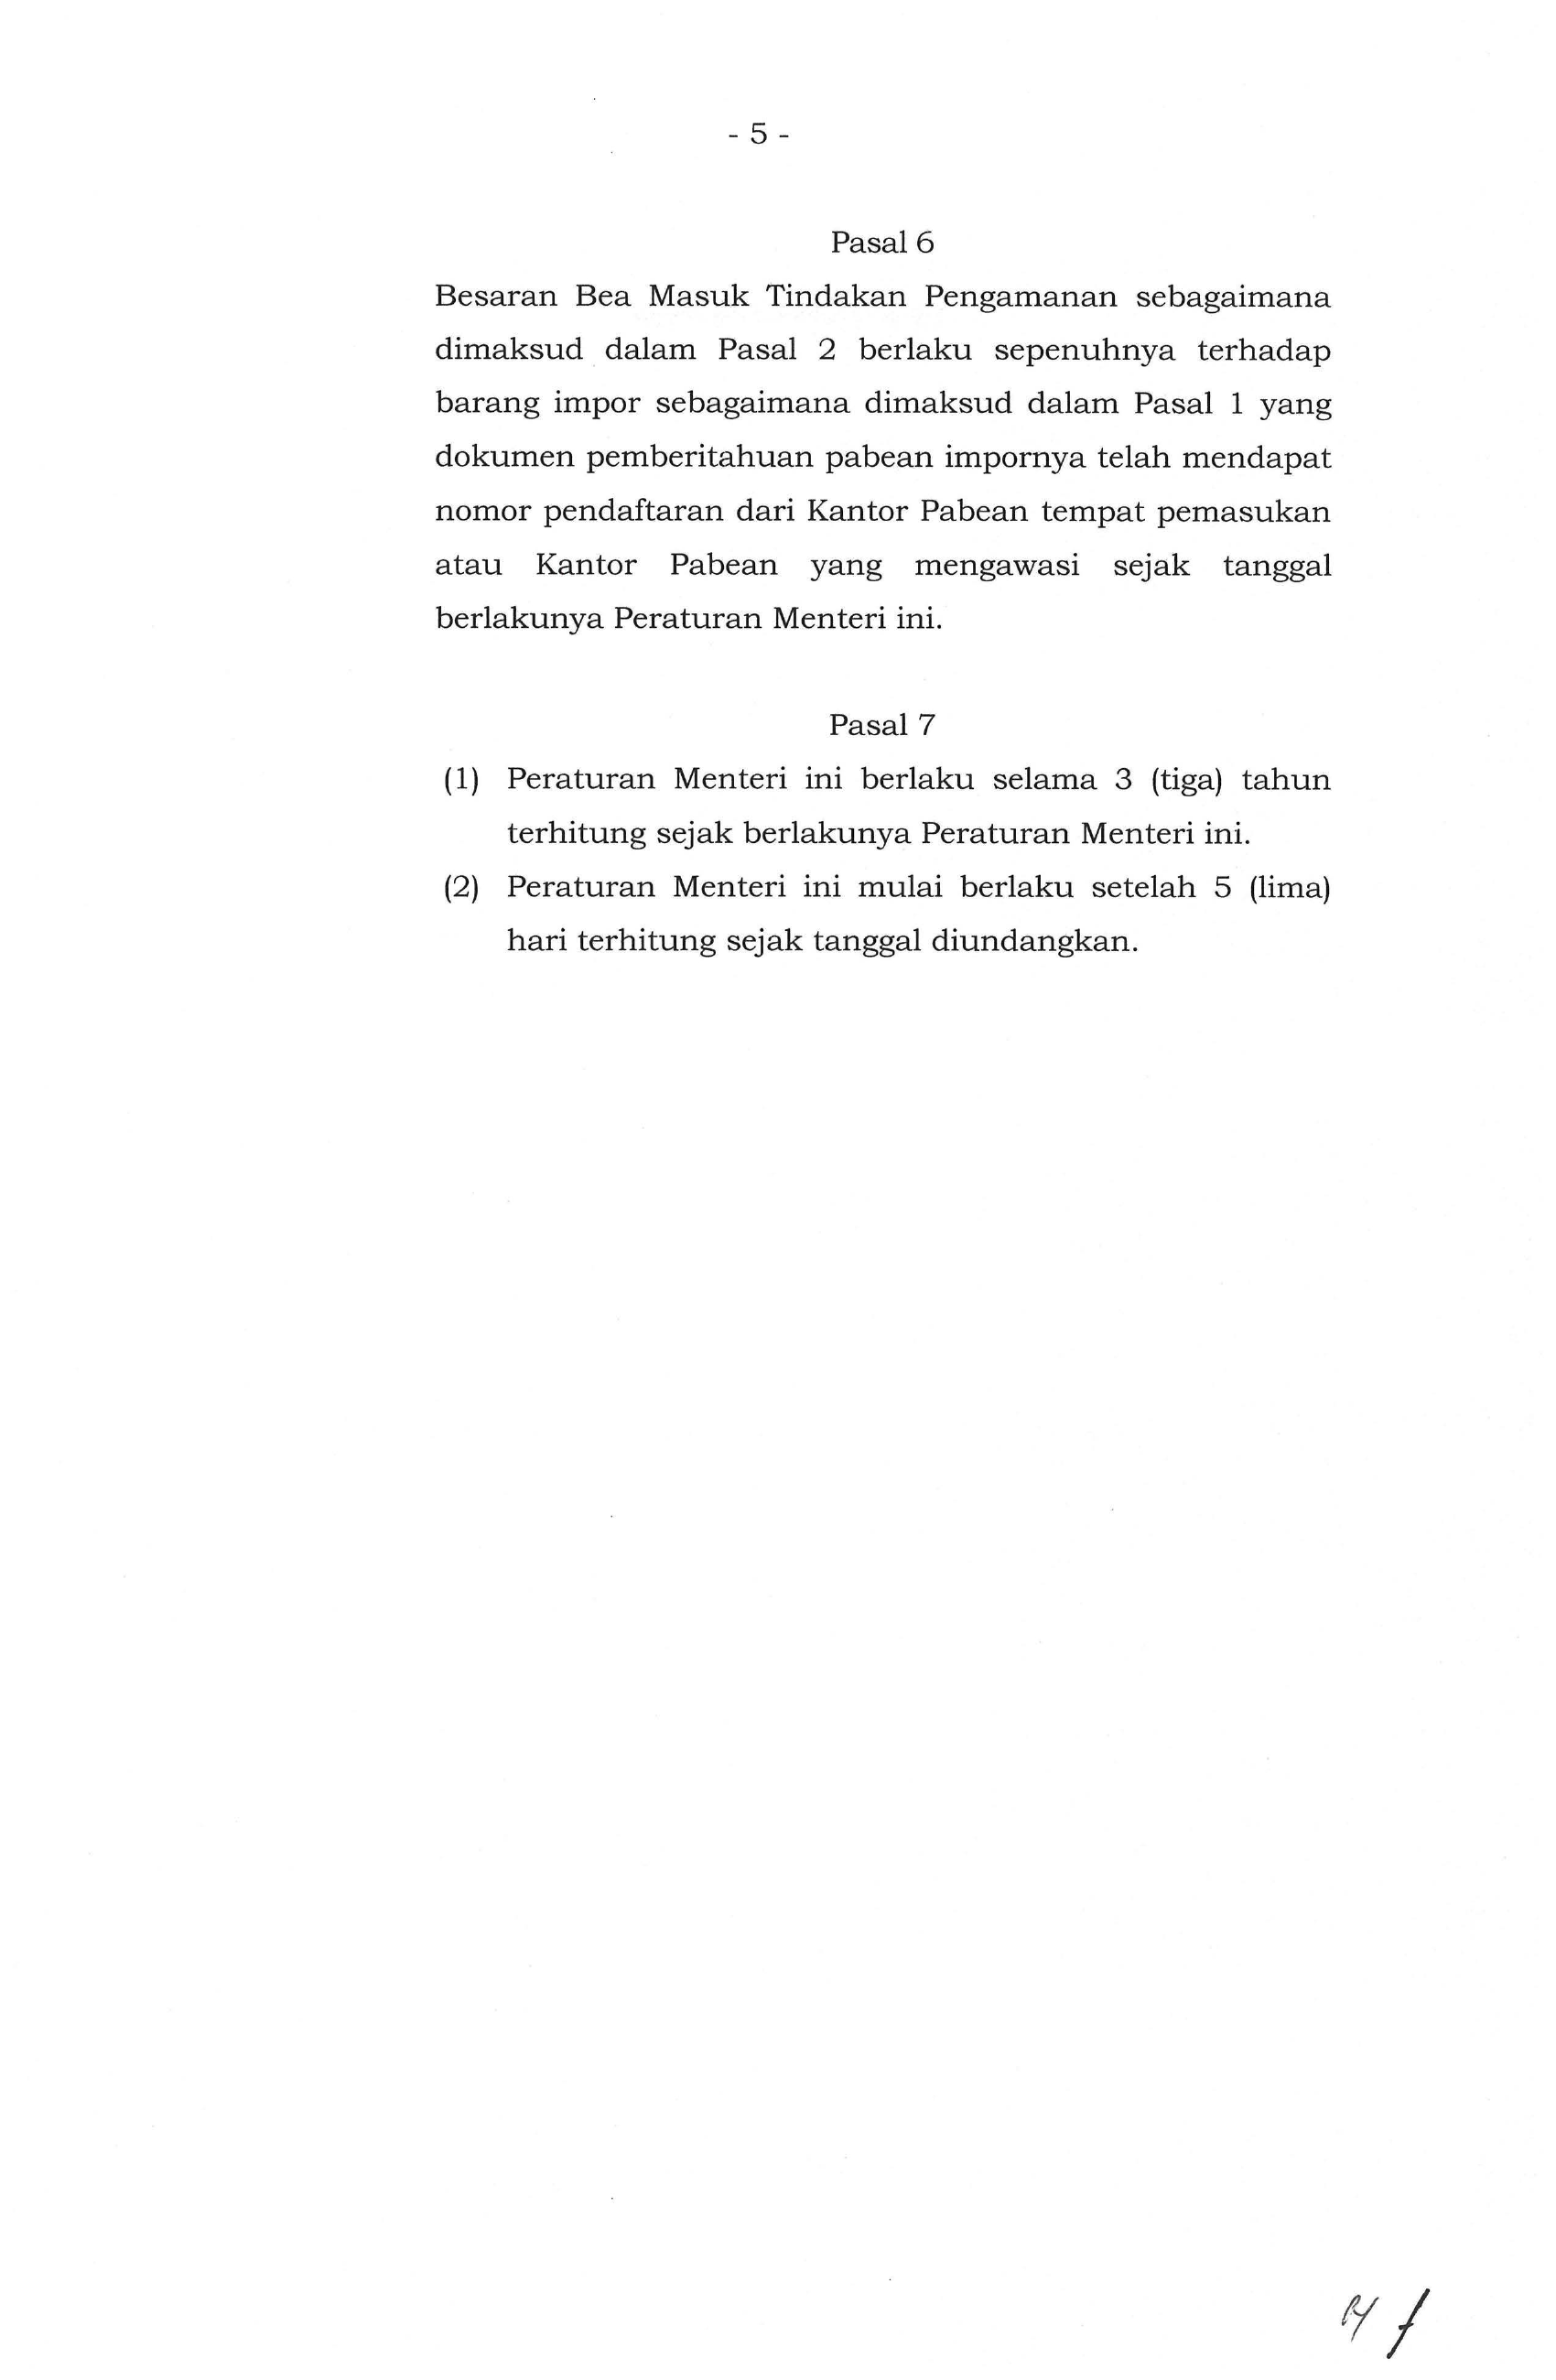 - 5 -
Pasal 6
Besaran Bea Masuk Tindakan Pengamanan sebagaimana
dimaksud dalam Pasal 2 berlaku sepenuhnya terhadap
barang impor sebagaimana dimaksud dalam Pasal 1 yang
dokumen pemberitahuan pabean impornya telah mendapat
nomor pendaftaran dari Kantor Pabean tempat pemasukan
atau Kantor Pabean yang mengawasi sejak tanggal
berlakunya Peraturan Menteri ini.
Pasal 7
(1) Peraturan Menteri ini berlaku selama 3 (tiga) tahun
terhitung sejak berlakunya Peraturan Menteri ini.
(2) Peraturan Menteri ini mulai berlaku setelah 5 (lima)
hari terhitung sejak tanggal diundangkan.